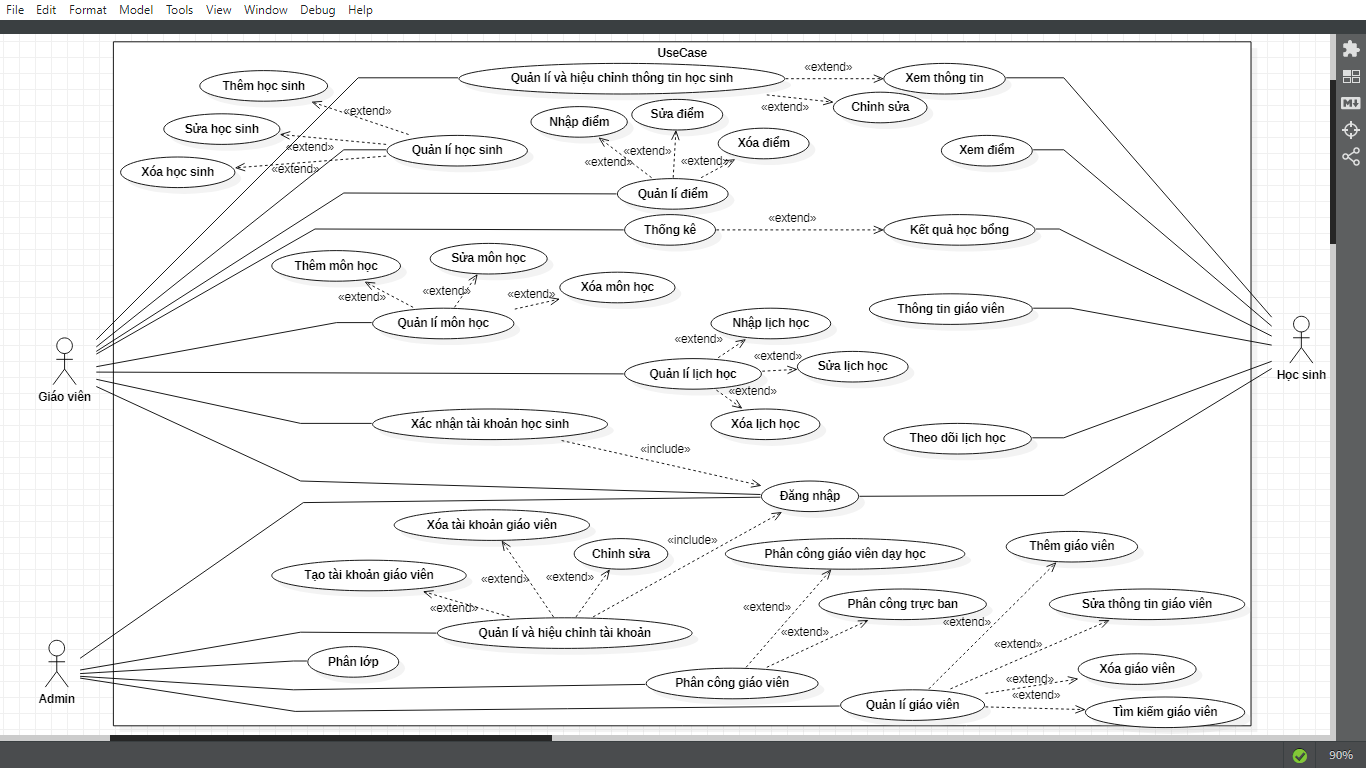 File Edit Format Model Tools View Window Debug Help
UseCase
Quản lí và hiệu chỉnh thông tin học sinh
«extend»
Xem thông tin
«extend»
Chỉnh sửa
Thêm học sinh
«extend»
Sửa học sinh
«extend»
Xóa học sinh
«extend»
Quản lí học sinh
Nhập điểm
Sửa điểm
Xóa điểm
«extend»
«extend»
«extend»
Quản lí điểm
Xem điểm
Thống kê
«extend»
Kết quả học bổng
Thêm môn học
Sửa môn học
Xóa môn học
«extend»
«extend»
«extend»
Quản lí môn học
Thông tin giáo viên
Nhập lịch học
«extend»
Quản lí lịch học
«extend»
Sửa lịch học
«extend»
Xóa lịch học
Giáo viên
Học sinh
Xác nhận tài khoản học sinh
«include»
Theo dõi lịch học
Đăng nhập
Xóa tài khoản giáo viên
Chỉnh sửa
«include»
Tạo tài khoản giáo viên
«extend»
«extend»
«extend»
Quản lí và hiệu chỉnh tài khoản
Phân công giáo viên dạy học
«extend»
Phân công trực ban
«extend»
Thêm giáo viên
«extend»
Sửa thông tin giáo viên
«extend»
Phân lớp
Phân công giáo viên
Xóa giáo viên
«extend»
«extend»
Quản lí giáo viên
Tìm kiếm giáo viên
Admin
M
90%